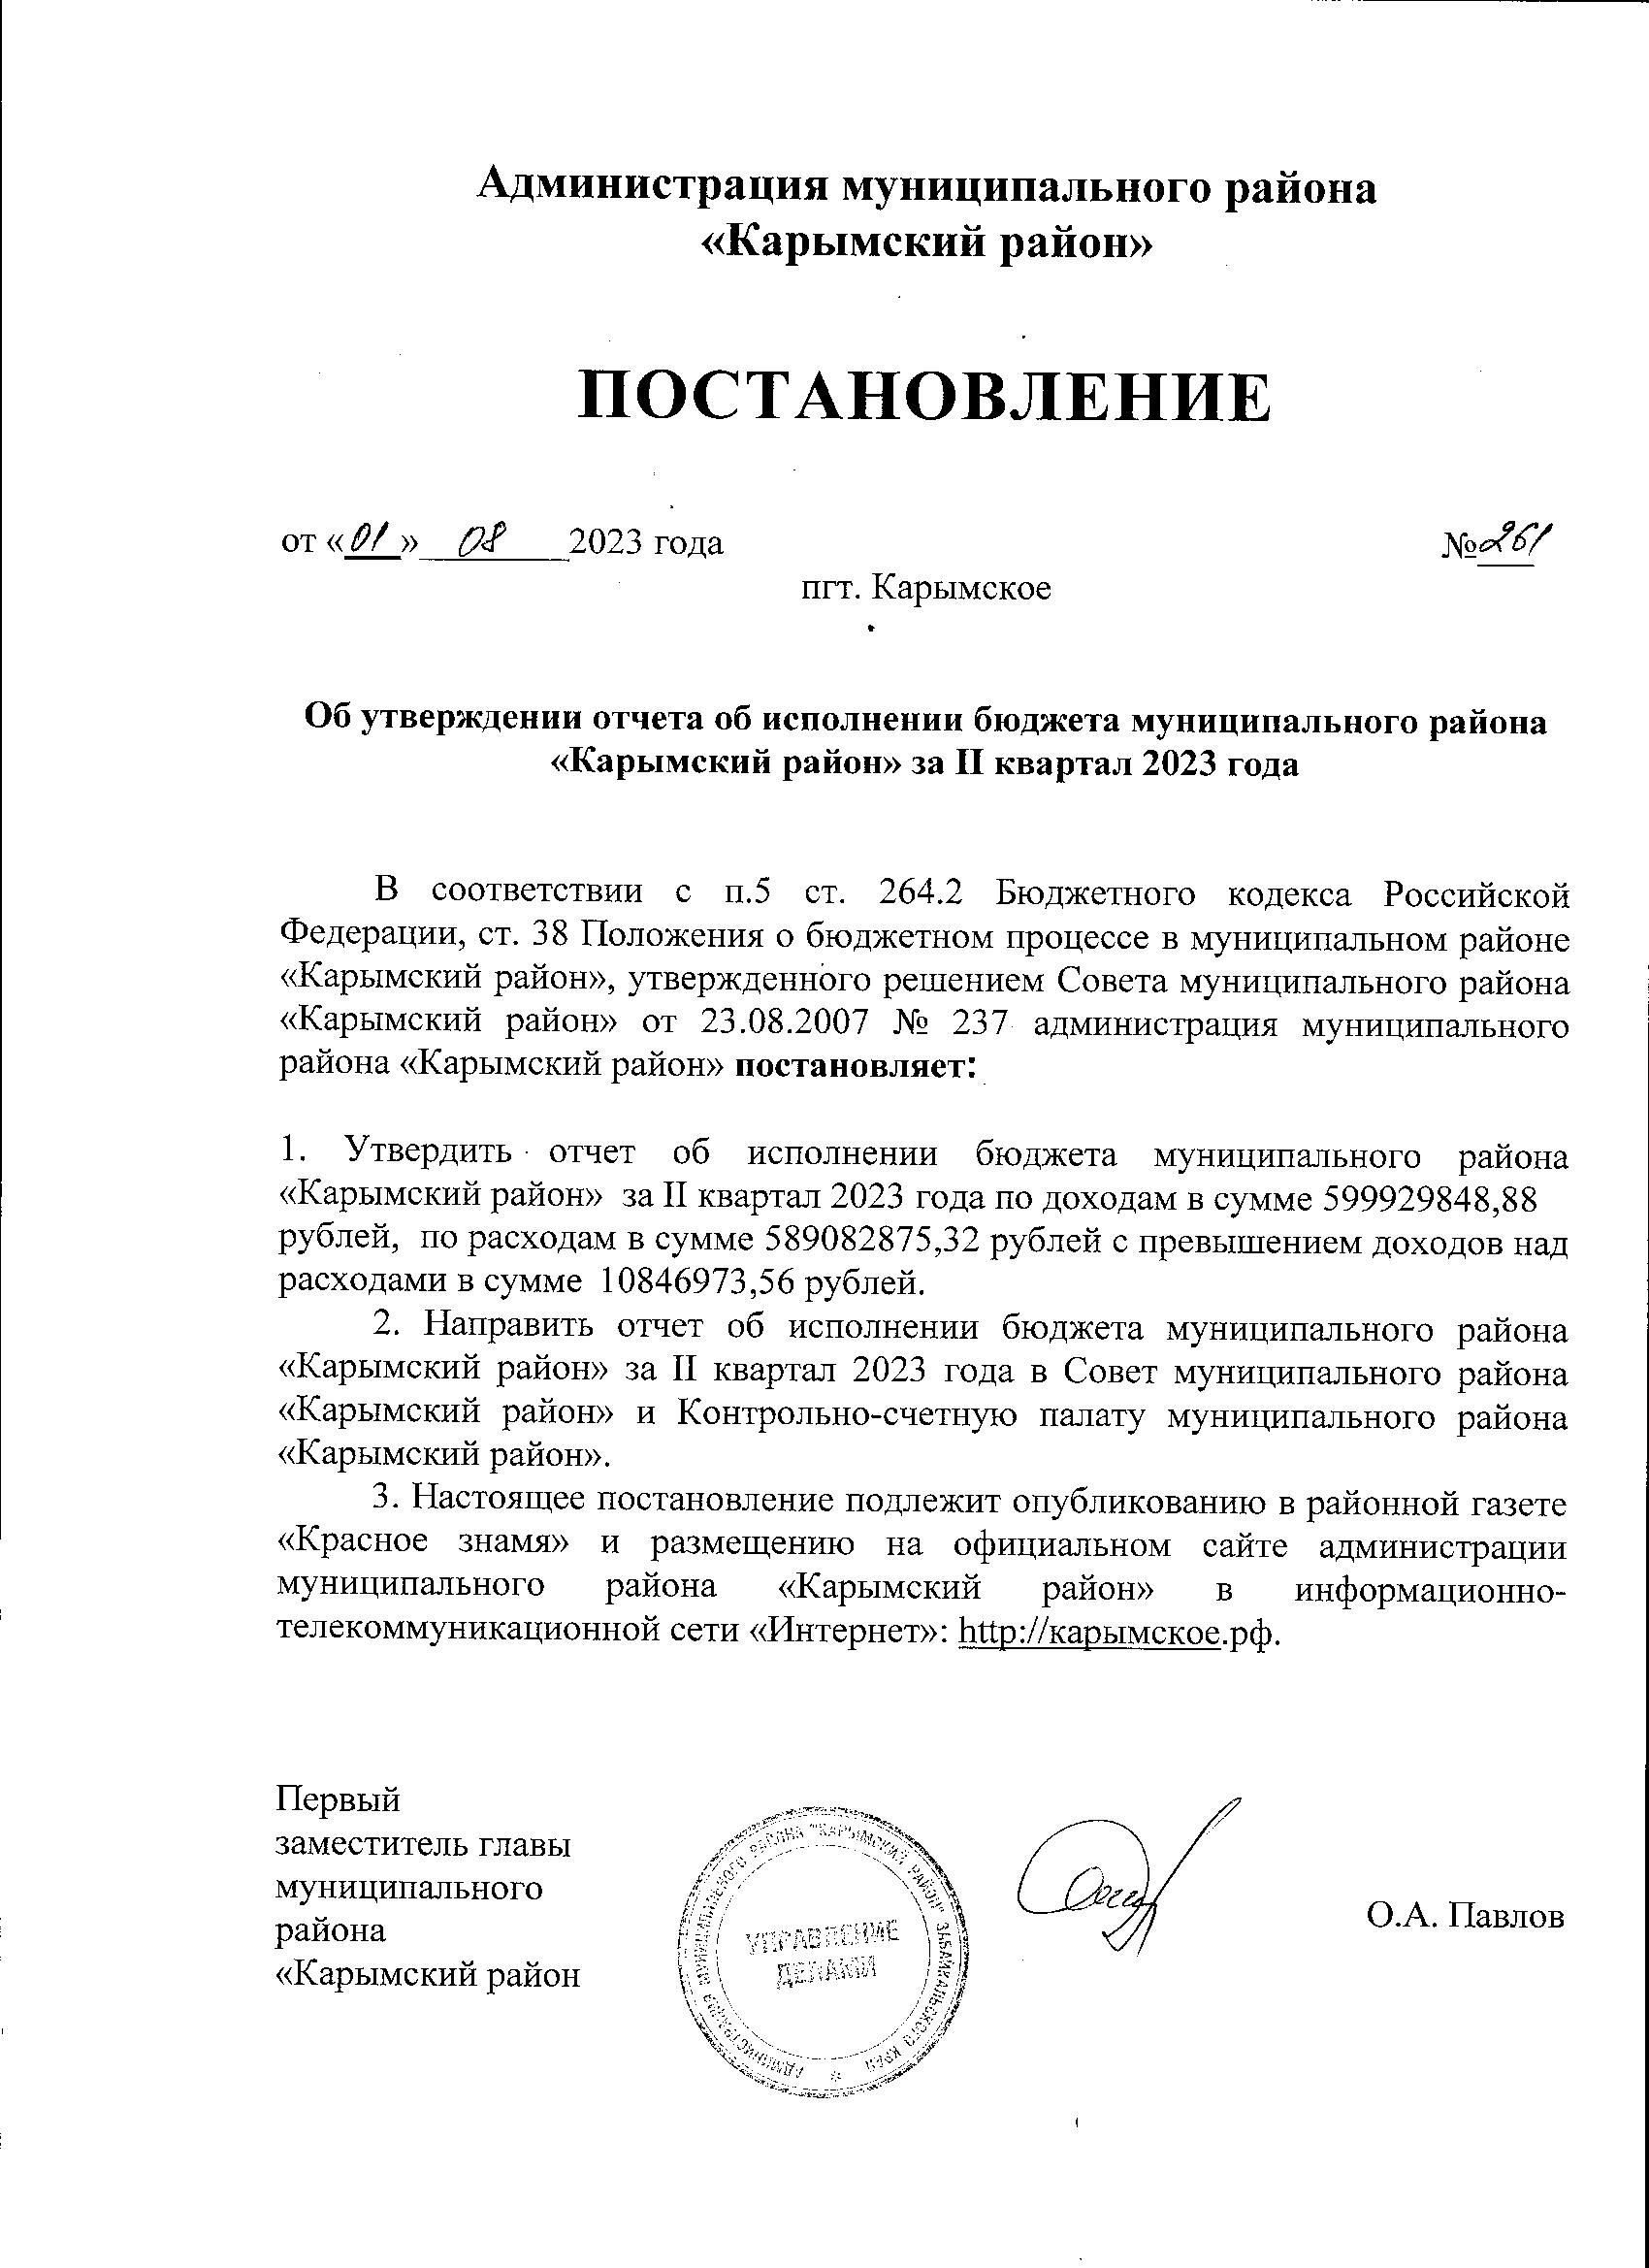 Администрация муниципального района
«Карымский район»
ПОСТАНОВЛЕНИЕ
от «01» 08 2023 года №261
пгт. Карымское
Об утверждении отчета об исполнении бюджета муниципального района
«Карымский район» за II квартал 2023 года
В соответствии с п.5 ст. 264.2 Бюджетного кодекса Российской
Федерации, ст. 38 Положения о бюджетном процессе в муниципальном районе
«Карымский район», утвержденного решением Совета муниципального района
«Карымский район» от 23.08.2007 № 237 администрация муниципального
района «Карымский район» постановляет:
1. Утвердить отчет об исполнении бюджета муниципального района
«Карымский район» за II квартал 2023 года по доходам в сумме 599929848,88
рублей, по расходам в сумме 589082875,32 рублей с превышением доходов над
расходами в сумме 10846973,56 рублей.
2. Направить отчет об исполнении бюджета муниципального района
«Карымский район» за II квартал 2023 года в Совет муниципального района
«Карымский район» и Контрольно-счетную палату муниципального района
«Карымский район».
3. Настоящее постановление подлежит опубликованию в районной газете
«Красное знамя» и размещению на официальном сайте администрации
муниципального района «Карымский район» в информационно-
телекоммуникационной сети «Интернет»: http://карымское.рф.
Первый
заместитель главы
муниципального
района
«Карымский район
АДМИНИСТРАЦИЯ МУНИЦИПАЛЬНОГО РАЙОНА "КАРЫМСКИЙ РАЙОН" ЗАБАЙКАЛЬСКОГО КРАЯ *
УПРАВЛЕНИЕ
ДЕЛАМИ
О.А. Павлов